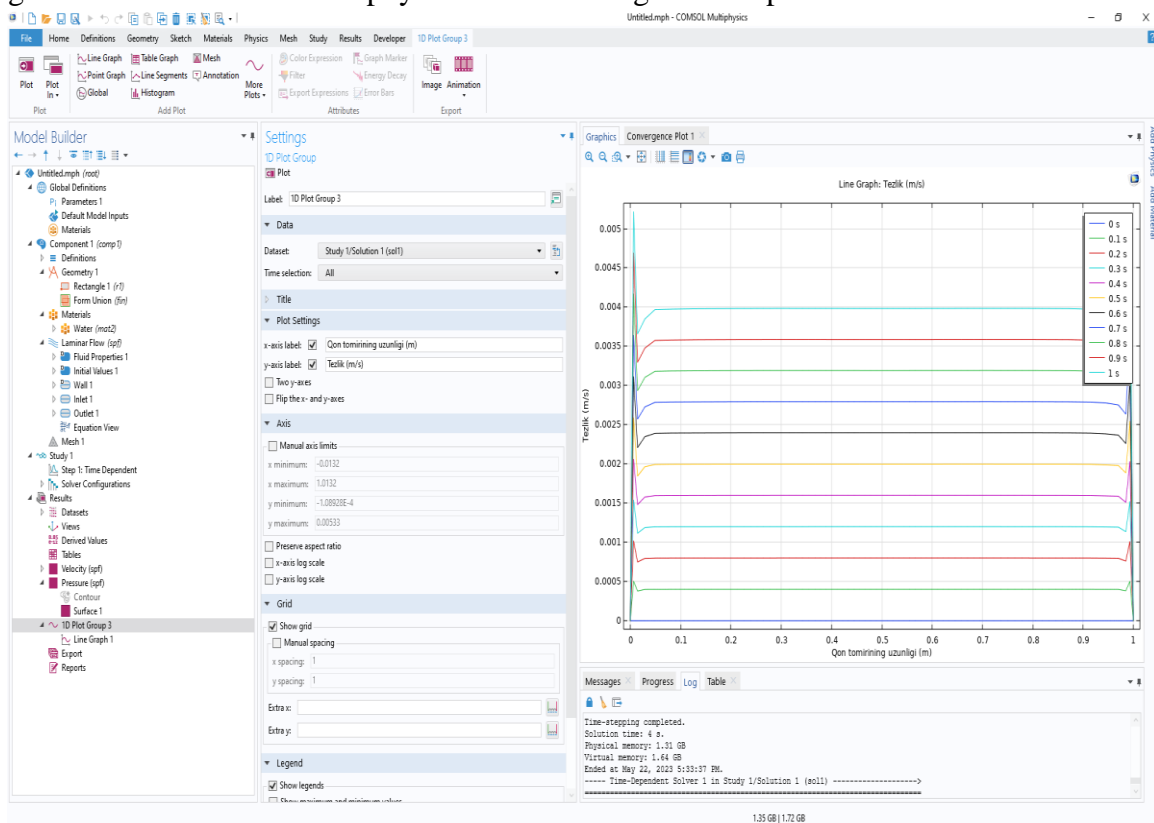 Untitled.mph - COMSOL Multiphysics
File Home Definitions Geometry Sketch Materials Physics Mesh Study Results Developer 1D Plot Group 3
Plot
Plot In
Line Graph Table Graph Mesh
Point Graph Line Segments Annotation
Global Histogram
More Plots
Color Expression Graph Marker
Filter Energy Decay
Export Expressions Error Bars
Image Animation
Plot Add Plot Attributes Export
Model Builder
Untitled.mph (root)
Global Definitions
Pi Parameters 1
Default Model Inputs
Materials
Component 1 (comp1)
Definitions
Geometry 1
Rectangle 1 (r1)
Form Union (fin)
Materials
Water (mat2)
Laminar Flow (spf)
Fluid Properties 1
Initial Values 1
Wall 1
Inlet 1
Outlet 1
Equation View
Mesh 1
Study 1
Step 1: Time Dependent
Solver Configurations
Results
Datasets
Views
Derived Values
Tables
Velocity (spf)
Pressure (spf)
Contour
Surface 1
1D Plot Group 3
Line Graph 1
Export
Reports
Settings
1D Plot Group
Plot
Label: 1D Plot Group 3
Data
Dataset: Study 1/Solution 1 (sol1)
Time selection: All
Title
Plot Settings
x-axis label: Qon tomirining uzunligi (m)
y-axis label: Tezlik (m/s)
Two y-axes
Flip the x- and y-axes
Axis
Manual axis limits
x minimum: -0.0132
x maximum: 1.0132
y minimum: -1.08928E-4
y maximum: 0.00533
Preserve aspect ratio
x-axis log scale
y-axis log scale
Grid
Show grid
Manual spacing
x spacing: 1
y spacing: 1
Extra x:
Extra y:
Legend
Show legends
Show maximum and minimum values
Graphics Convergence Plot 1
Line Graph: Tezlik (m/s)
0.005
0.0045
0.004
0.0035
0.003
0.0025
0.002
0.0015
0.001
0.0005
0
Tezlik (m/s)
0 s
0.1 s
0.2 s
0.3 s
0.4 s
0.5 s
0.6 s
0.7 s
0.8 s
0.9 s
1 s
0 0.1 0.2 0.3 0.4 0.5 0.6 0.7 0.8 0.9 1
Qon tomirining uzunligi (m)
Messages Progress Log Table
Time-stepping completed.
Solution time: 4 s.
Physical memory: 1.31 GB
Virtual memory: 1.64 GB
Ended at May 22, 2023 5:33:37 PM.
----- Time-Dependent Solver 1 in Study 1/Solution 1 (sol1) -------------------->
1.35 GB | 1.72 GB
Add Physics Add Material